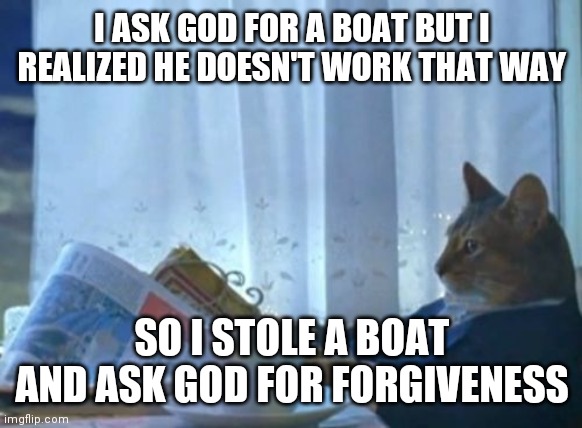 I ASK GOD FOR A BOAT BUT I
REALIZED HE DOESN'T WORK THAT WAY
SO I STOLE A BOAT
AND ASK GOD FOR FORGIVENESS
imgflip.com